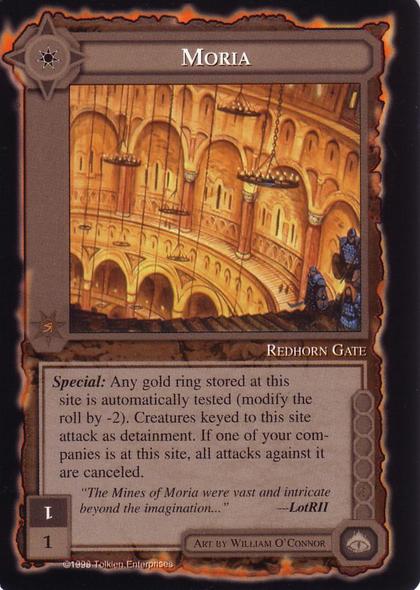 MORIA
REDHORN GATE
Special: Any gold ring stored at this
site is automatically tested (modify the
roll by -2). Creatures keyed to this site
attack as detainment. If one of your com-
panies is at this site, all attacks against it
are canceled.
"The Mines of Moria were vast and intricate
beyond the imagination..." —LotRII
1
1
ART BY WILLIAM O'CONNOR
©1998 Tolkien Enterprises